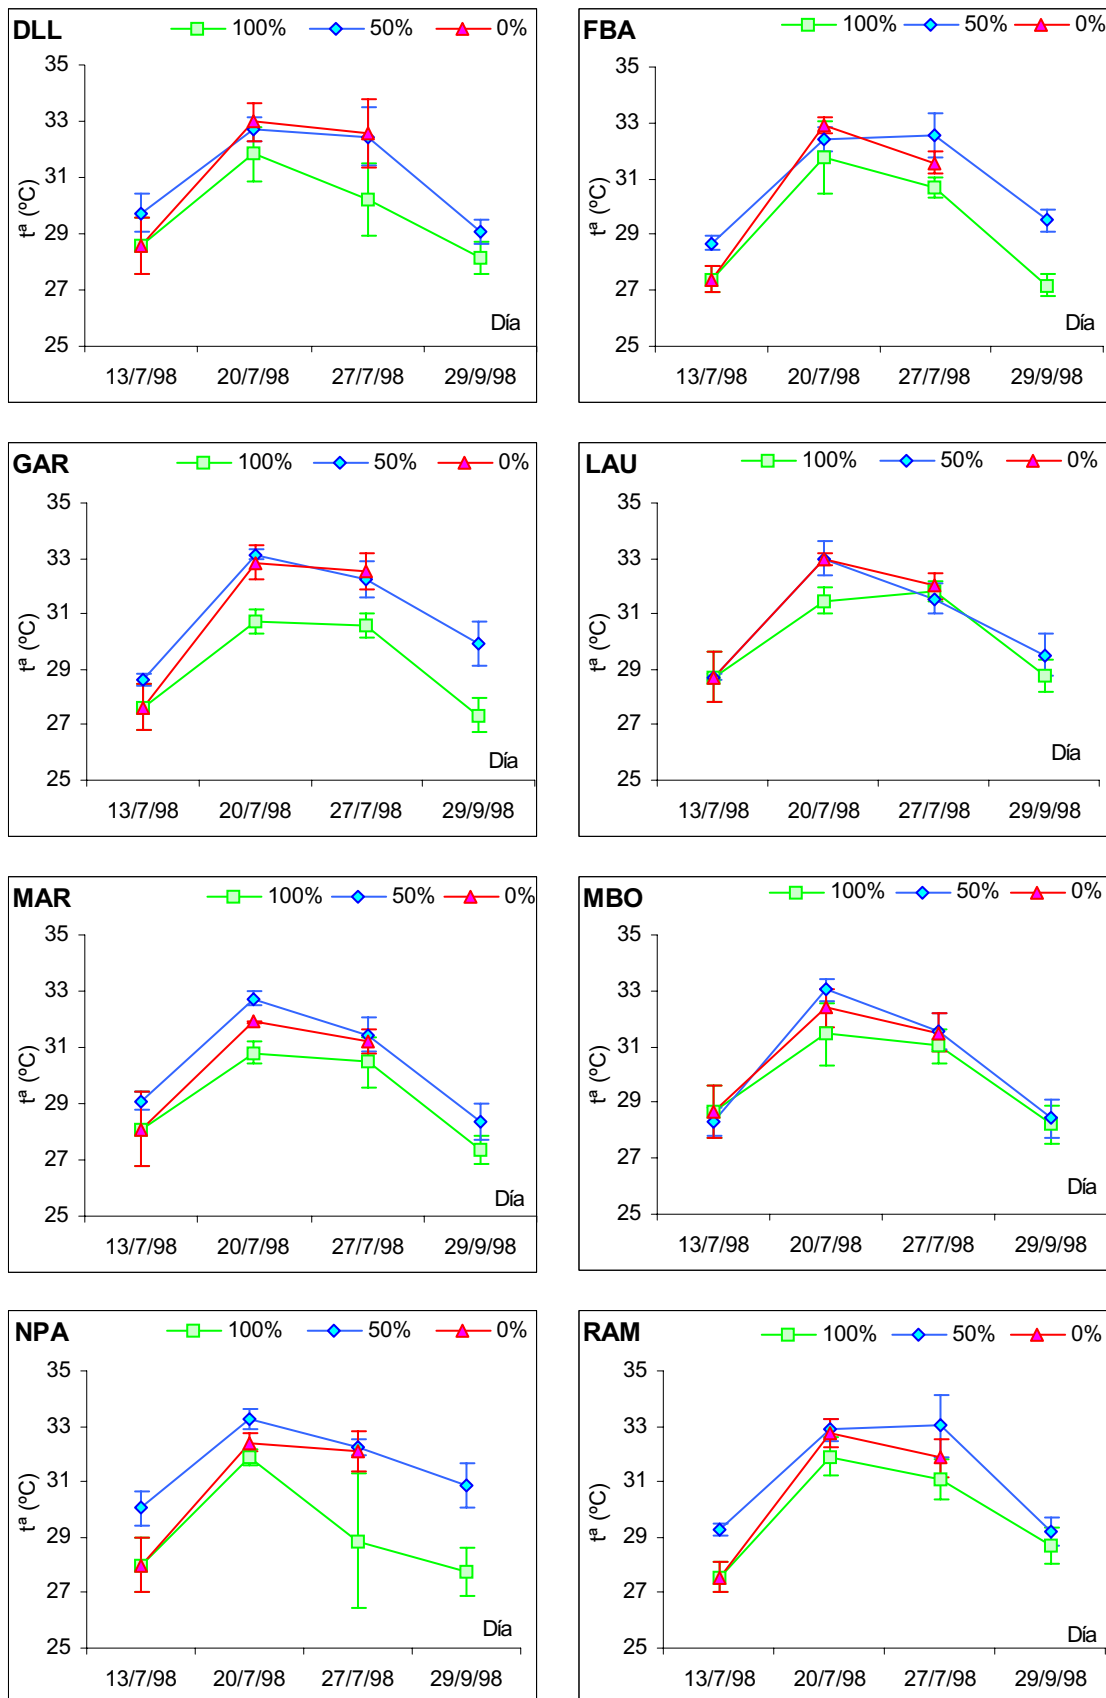 DLL 100% 50% 0%
35
33
31
29
27
25
tª (ºC)
Día
13/7/98 20/7/98 27/7/98 29/9/98
FBA 100% 50% 0%
35
33
31
29
27
25
tª (ºC)
Día
13/7/98 20/7/98 27/7/98 29/9/98
GAR 100% 50% 0%
35
33
31
29
27
25
tª (ºC)
Día
13/7/98 20/7/98 27/7/98 29/9/98
LAU 100% 50% 0%
35
33
31
29
27
25
tª (ºC)
Día
13/7/98 20/7/98 27/7/98 29/9/98
MAR 100% 50% 0%
35
33
31
29
27
25
tª (ºC)
Día
13/7/98 20/7/98 27/7/98 29/9/98
MBO 100% 50% 0%
35
33
31
29
27
25
tª (ºC)
Día
13/7/98 20/7/98 27/7/98 29/9/98
NPA 100% 50% 0%
35
33
31
29
27
25
tª (ºC)
Día
13/7/98 20/7/98 27/7/98 29/9/98
RAM 100% 50% 0%
35
33
31
29
27
25
tª (ºC)
Día
13/7/98 20/7/98 27/7/98 29/9/98